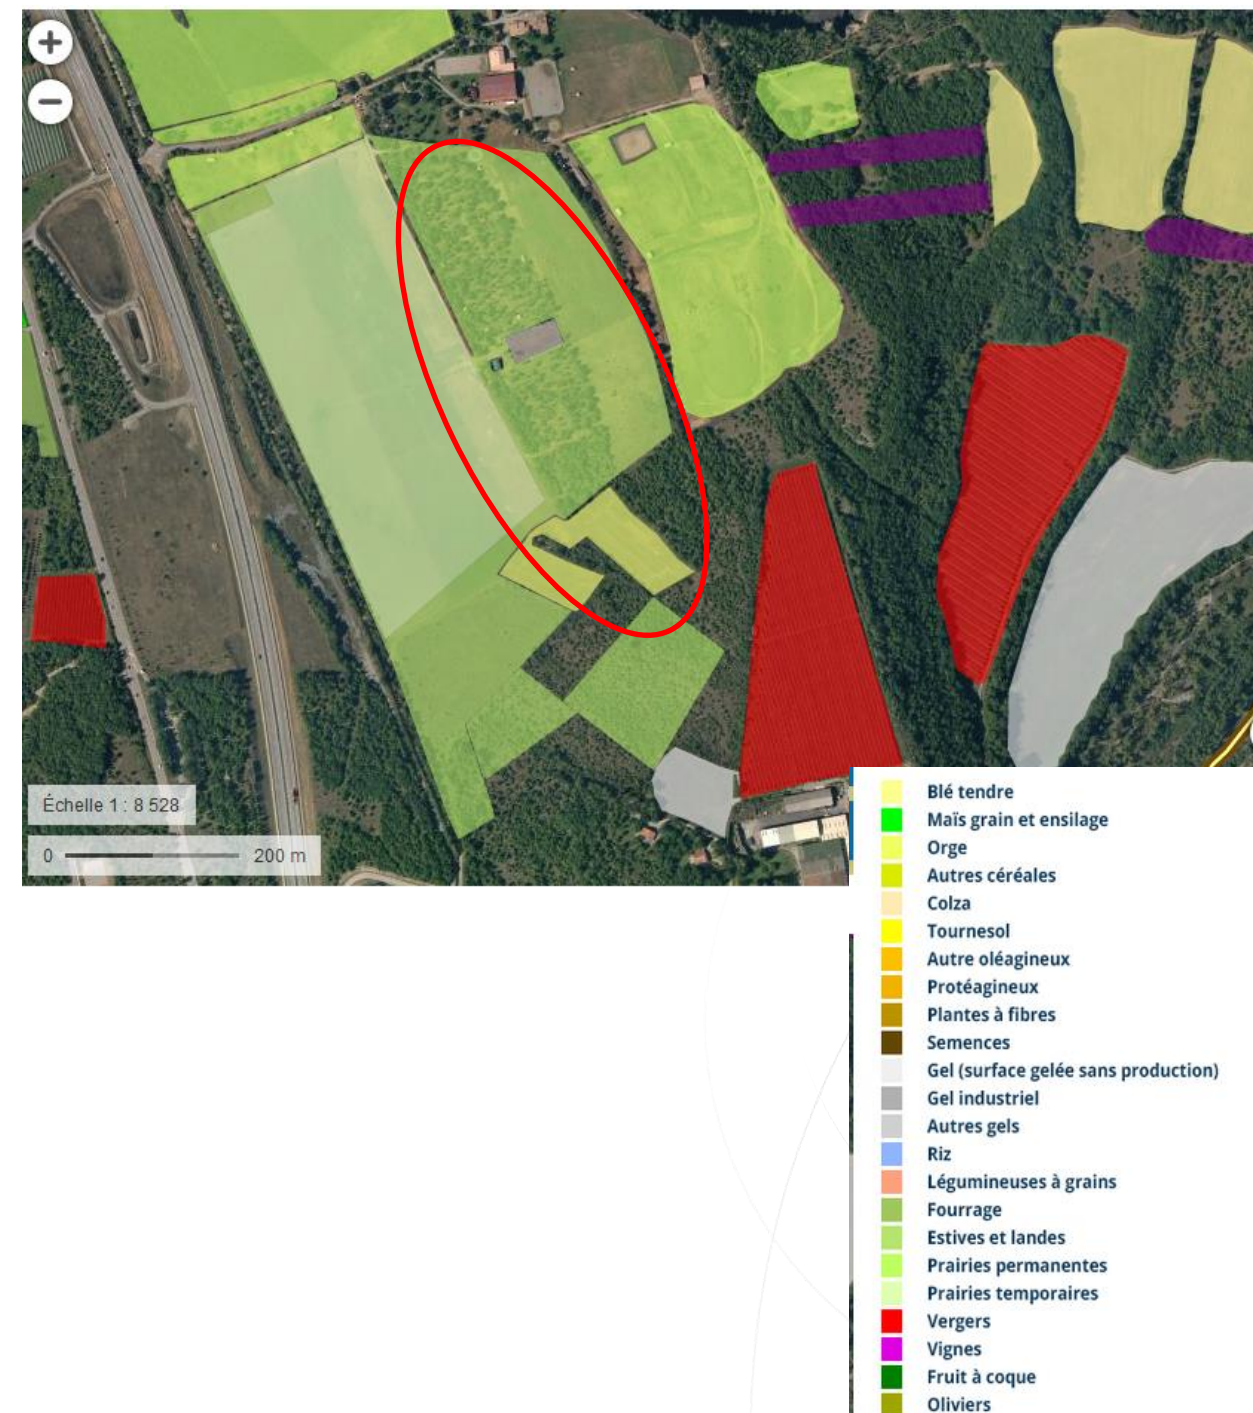 +
−
Échelle 1 : 8 528
0 200 m
Blé tendre
Maïs grain et ensilage
Orge
Autres céréales
Colza
Tournesol
Autre oléagineux
Protéagineux
Plantes à fibres
Semences
Gel (surface gelée sans production)
Gel industriel
Autres gels
Riz
Légumineuses à grains
Fourrage
Estives et landes
Prairies permanentes
Prairies temporaires
Vergers
Vignes
Fruit à coque
Oliviers